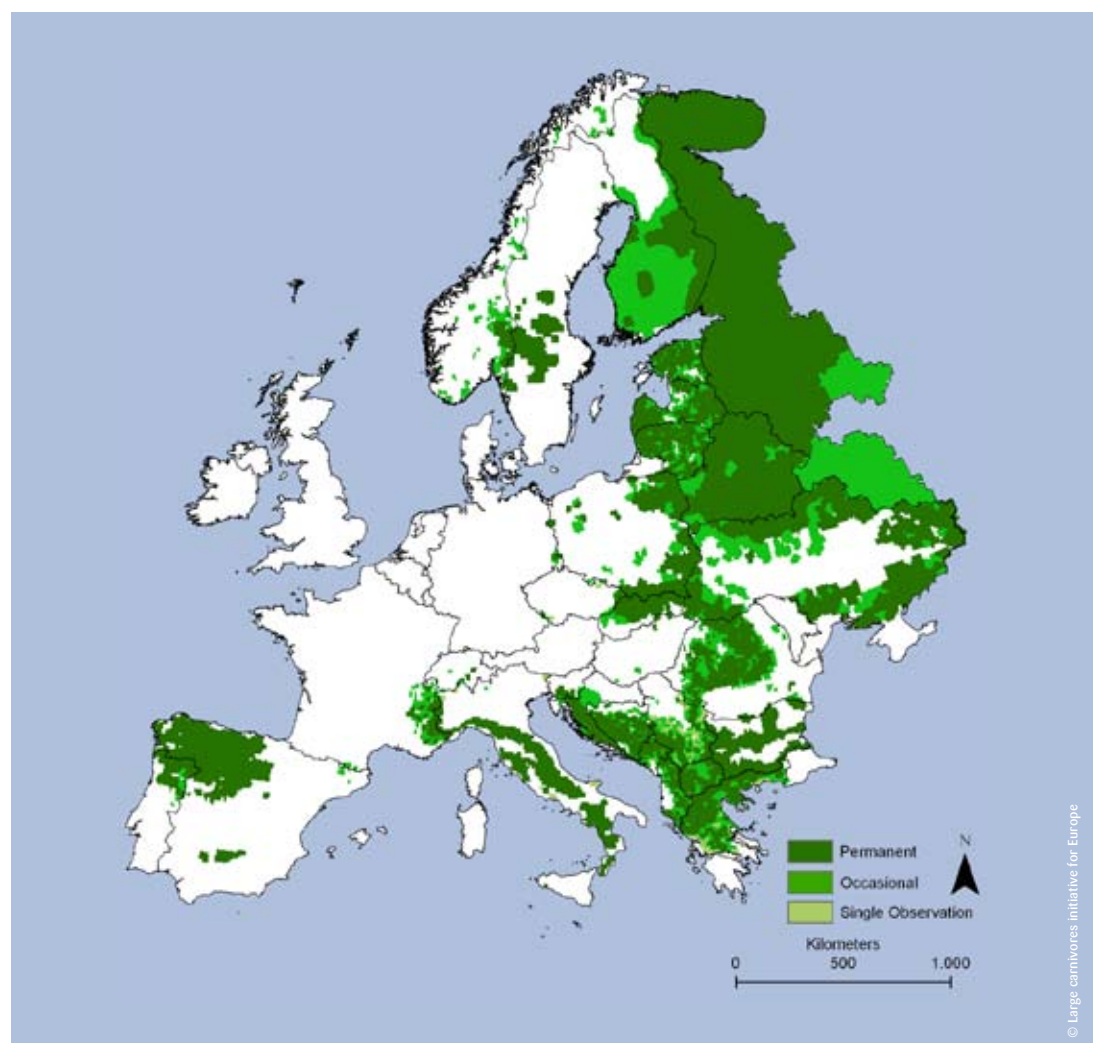 N
Permanent
Occasional
Single Observation
Kilometers
0 500 1.000
© Large carnivores initiative for Europe